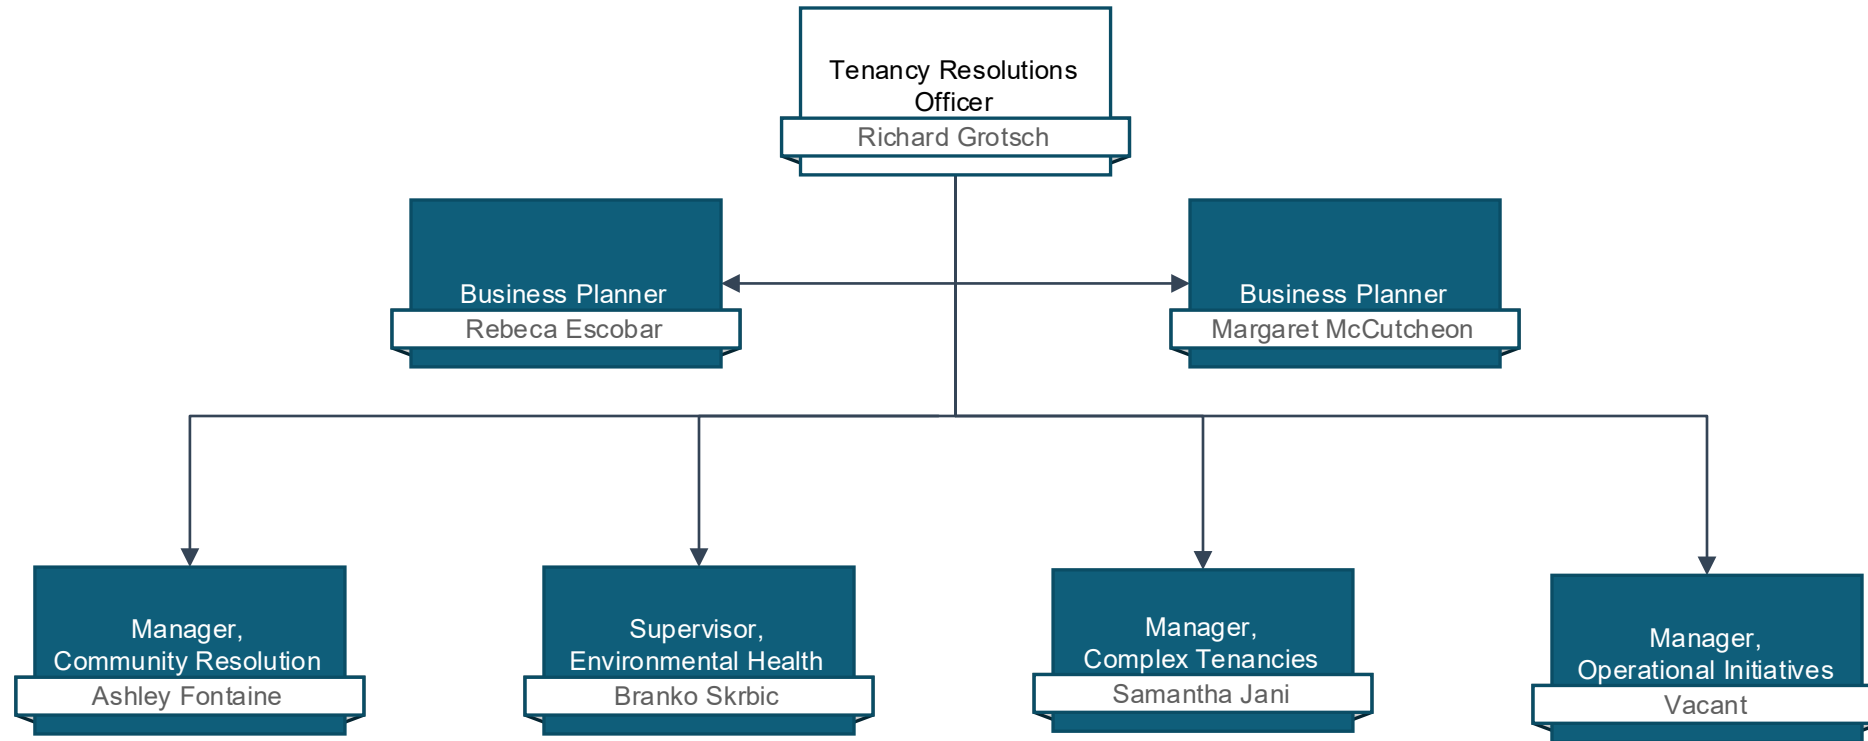 Tenancy Resolutions
Officer
Richard Grotsch
Business Planner
Rebeca Escobar
Business Planner
Margaret McCutcheon
Manager,
Community Resolution
Ashley Fontaine
Supervisor,
Environmental Health
Branko Skrbic
Manager,
Complex Tenancies
Samantha Jani
Manager,
Operational Initiatives
Vacant